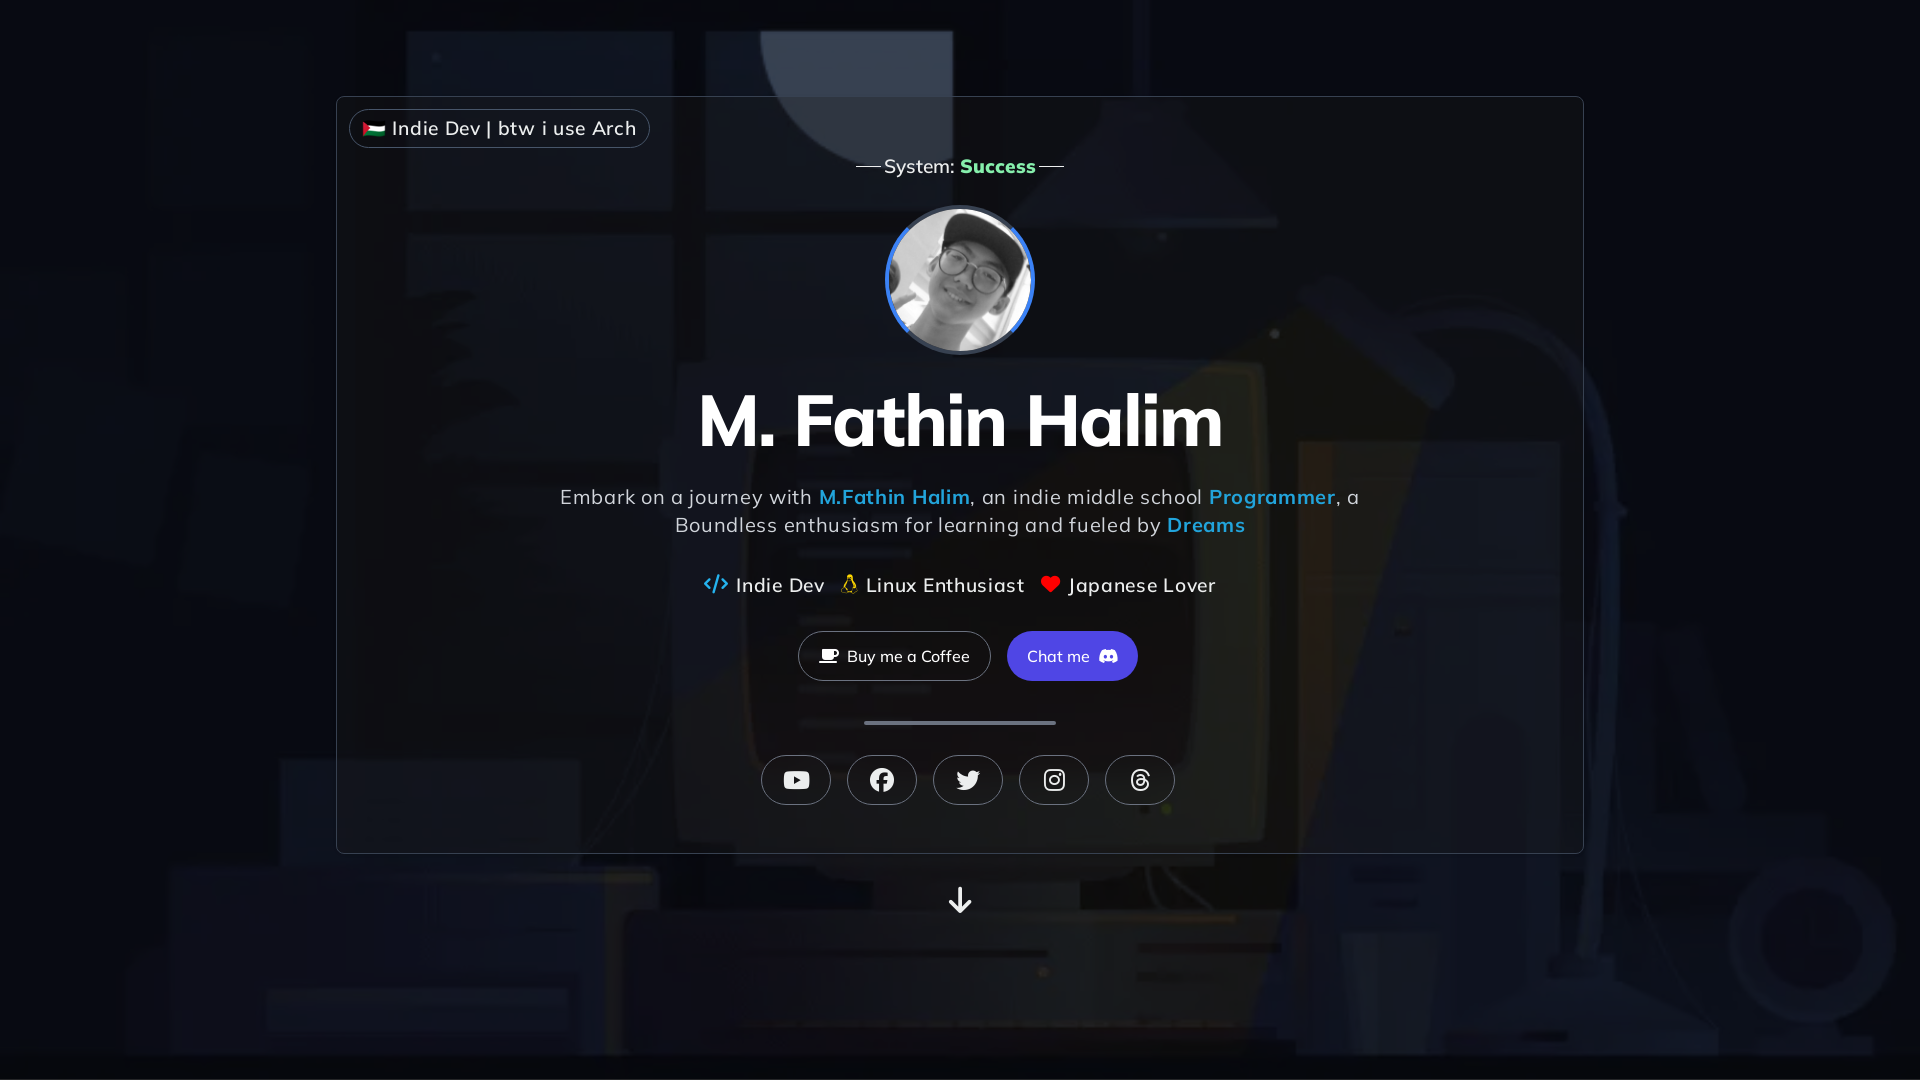 Indie Dev | btw i use Arch
System: Success
M. Fathin Halim
Embark on a journey with M.Fathin Halim, an indie middle school Programmer, a
Boundless enthusiasm for learning and fueled by Dreams
Indie Dev Linux Enthusiast Japanese Lover
Buy me a Coffee Chat me